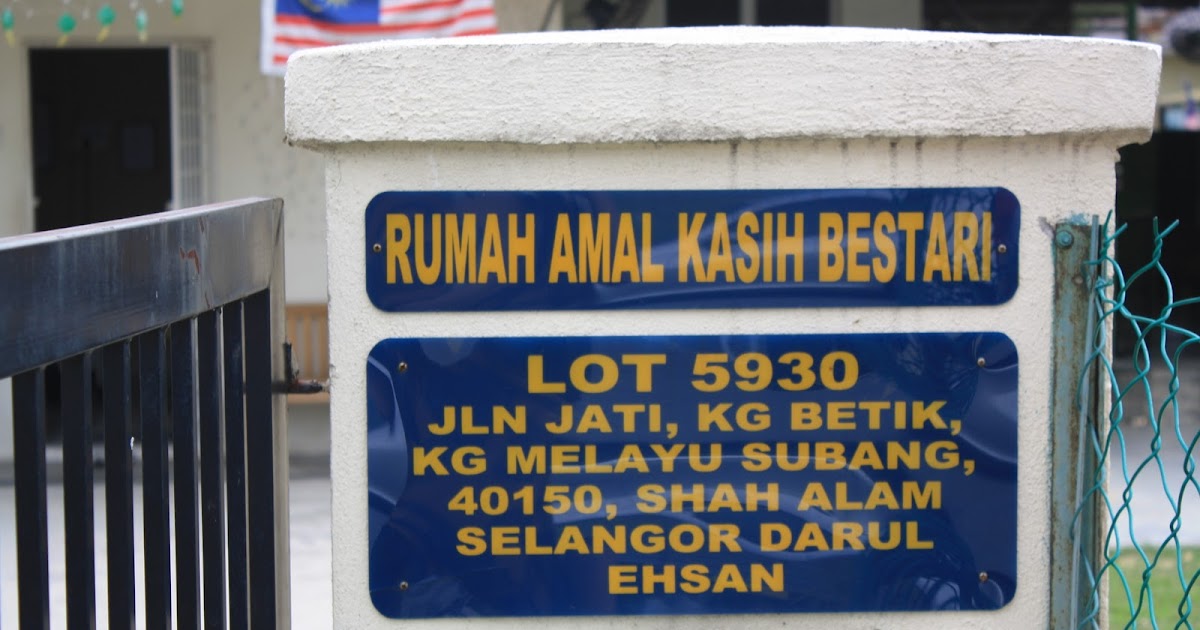 RUMAH AMAL KASIH BESTARI
LOT 5930
JLN JATI, KG BETIK,
KG MELAYU SUBANG,
40150, SHAH ALAM
SELANGOR DARUL
EHSAN